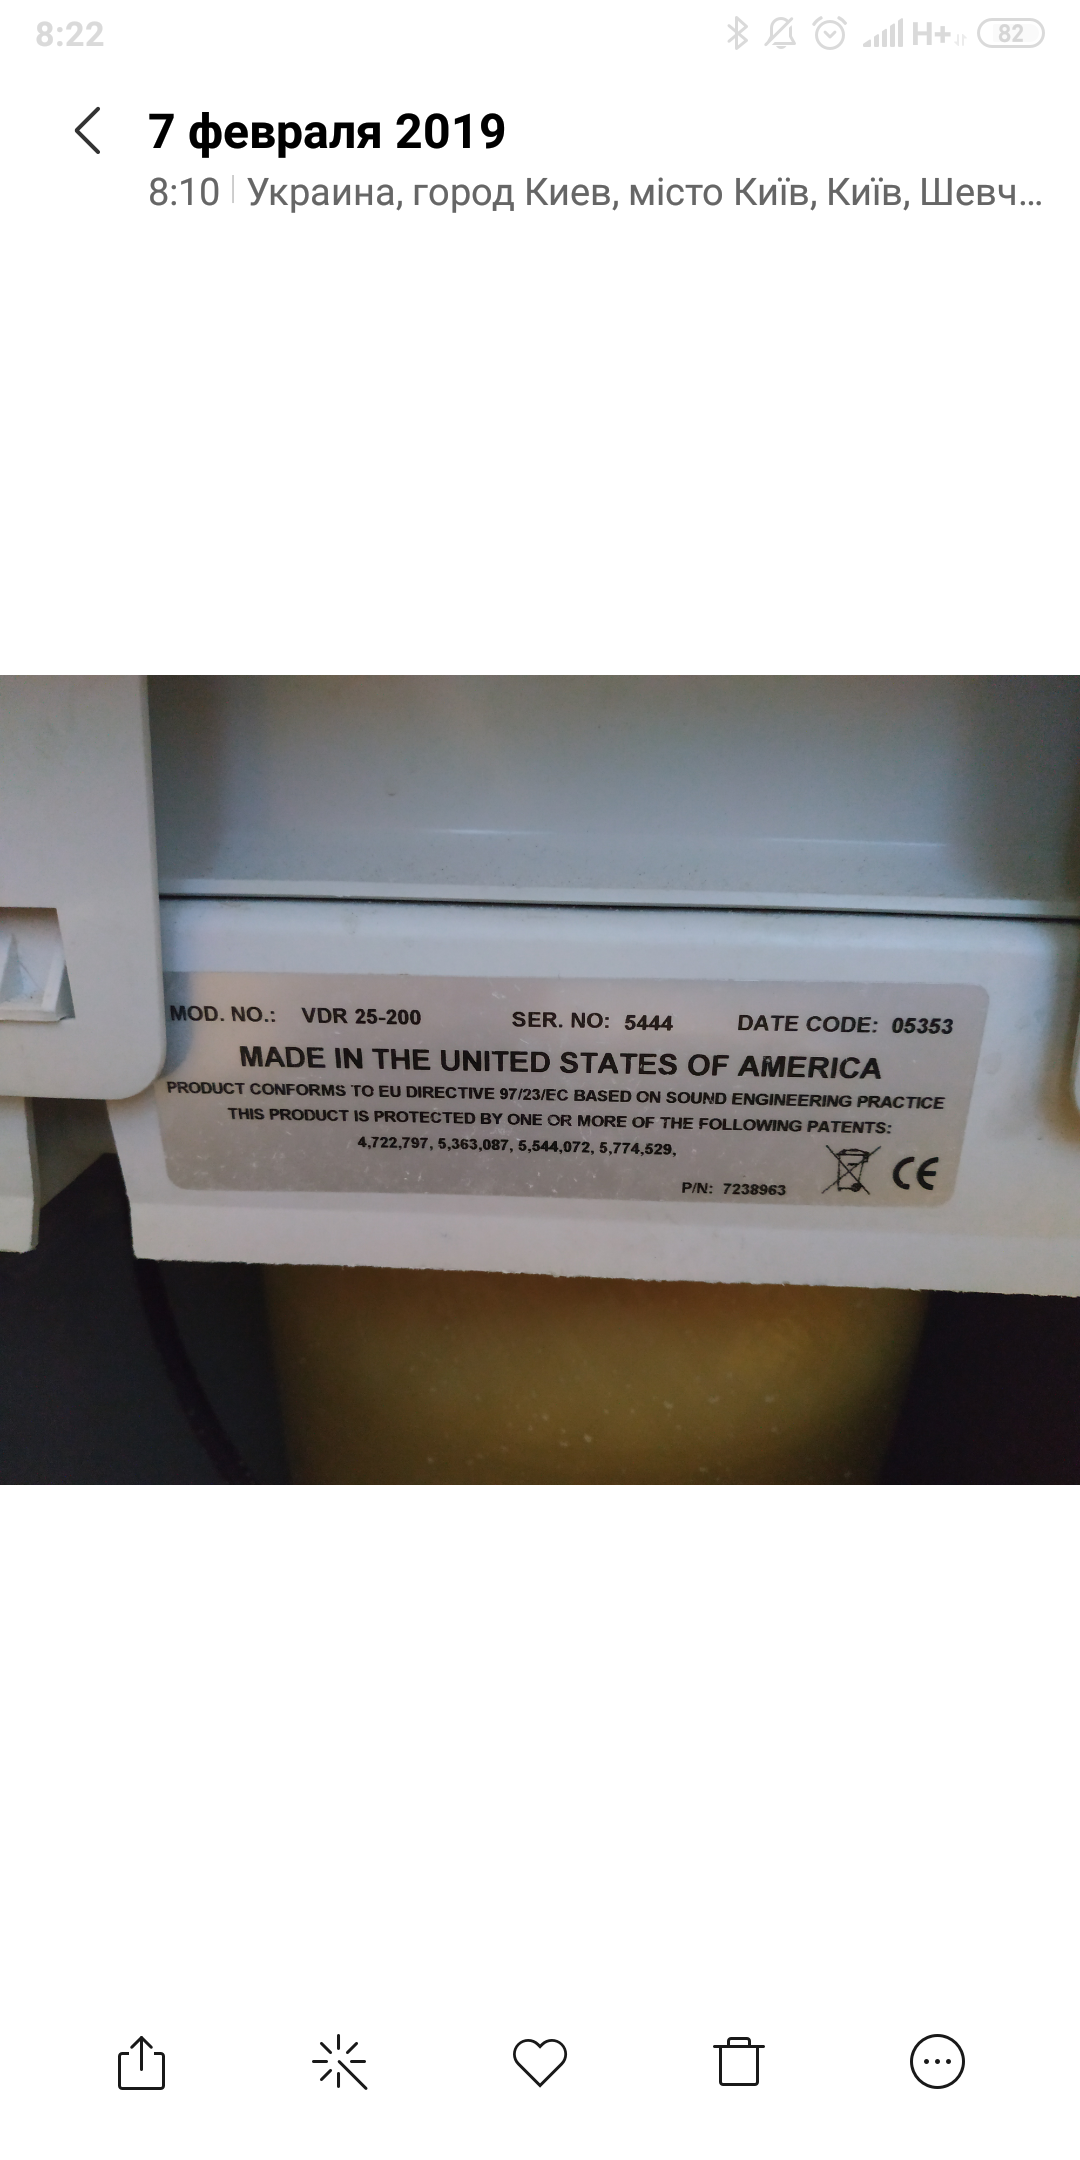 8:22
H+ 82
7 февраля 2019
8:10 Украина, город Киев, місто Київ, Київ, Шевч...
MOD. NO.: VDR 25-200 SER. NO: 5444 DATE CODE: 05353
MADE IN THE UNITED STATES OF AMERICA
PRODUCT CONFORMS TO EU DIRECTIVE 97/23/EC BASED ON SOUND ENGINEERING PRACTICE
THIS PRODUCT IS PROTECTED BY ONE OR MORE OF THE FOLLOWING PATENTS:
4,722,797, 5,363,087, 5,544,072, 5,774,529,
P/N: 7238963 CE